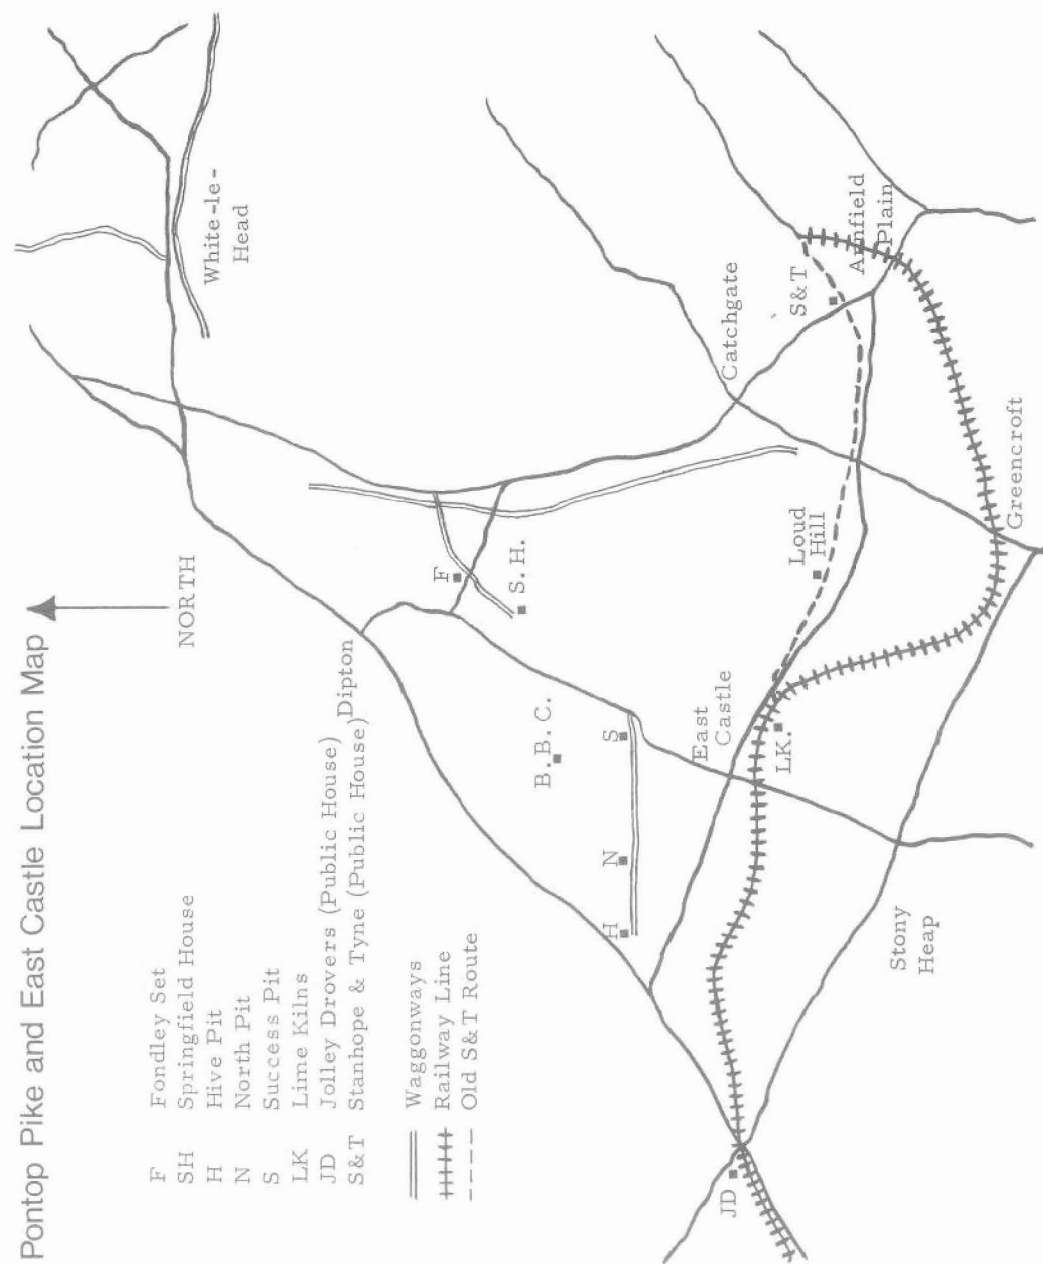 Pontop Pike and East Castle Location Map
NORTH
F Fondley Set
SH Springfield House
H Hive Pit
N North Pit
S Success Pit
LK Lime Kilns
JD Jolley Drovers (Public House)
S&T Stanhope & Tyne (Public House)
Waggonways
Railway Line
Old S&T Route
White-le-
Head
Dipton
F
S.H.
B.B.C.
H
N
S
Catchgate
East
Castle
LK.
Loud
Hill
S&T
Annfield
Plain
JD
Stony
Heap
Greencroft